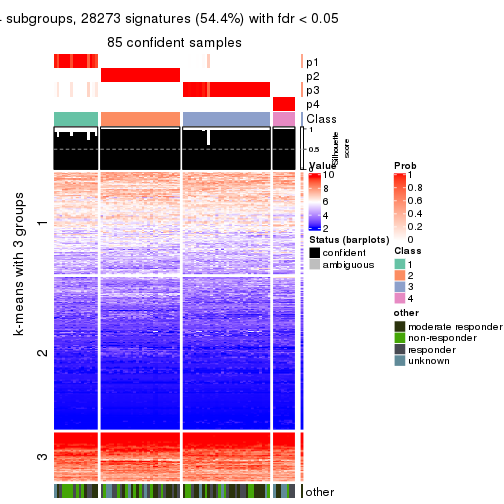 subgroups, 28273 signatures (54.4%) with fdr < 0.05
85 confident samples
p1
p2
p3
p4
Class
1
0.5
0
Silhouette
score
k-means with 3 groups
1
2
3
other
Value
10
8
6
4
2
Status (barplots)
confident
ambiguous
Prob
1
0.8
0.6
0.4
0.2
0
Class
1
2
3
4
other
moderate responder
non-responder
responder
unknown